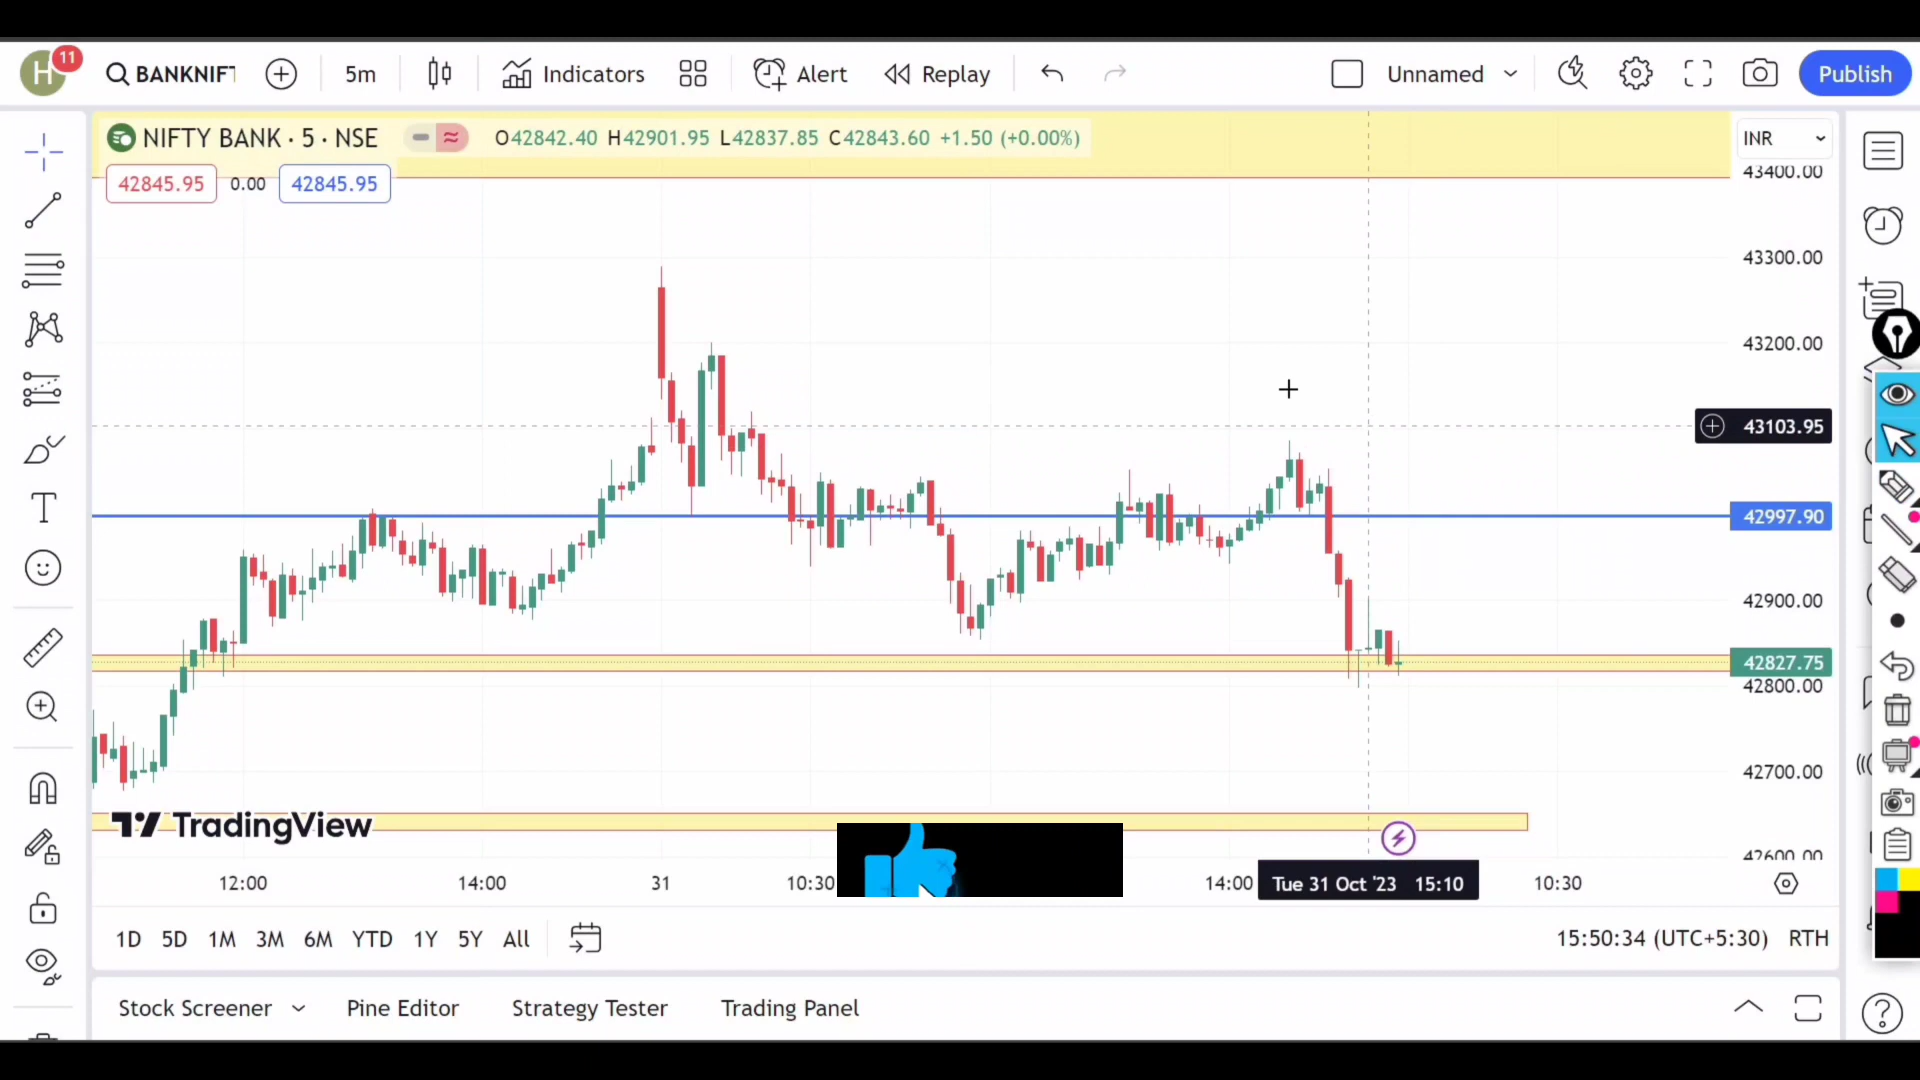 H 11 BANKNIFT 5m Indicators Alert Replay Unnamed Publish
NIFTY BANK · 5 · NSE O42842.40 H42901.95 L42837.85 C42843.60 +1.50 (+0.00%) INR
42845.95 0.00 42845.95
43400.00
43300.00
43200.00
43103.95
42997.90
42900.00
42827.75
42800.00
42700.00
TradingView
42600.00
12:00 14:00 31 10:30 14:00 Tue 31 Oct '23 15:10 10:30
1D 5D 1M 3M 6M YTD 1Y 5Y All 15:50:34 (UTC+5:30) RTH
Stock Screener Pine Editor Strategy Tester Trading Panel